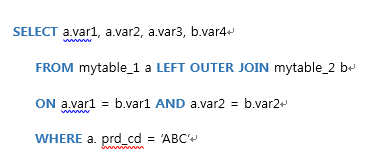 SELECT a.var1, a.var2, a.var3, b.var4
FROM mytable_1 a LEFT OUTER JOIN mytable_2 b
ON a.var1 = b.var1 AND a.var2 = b.var2
WHERE a. prd_cd = ‘ABC’